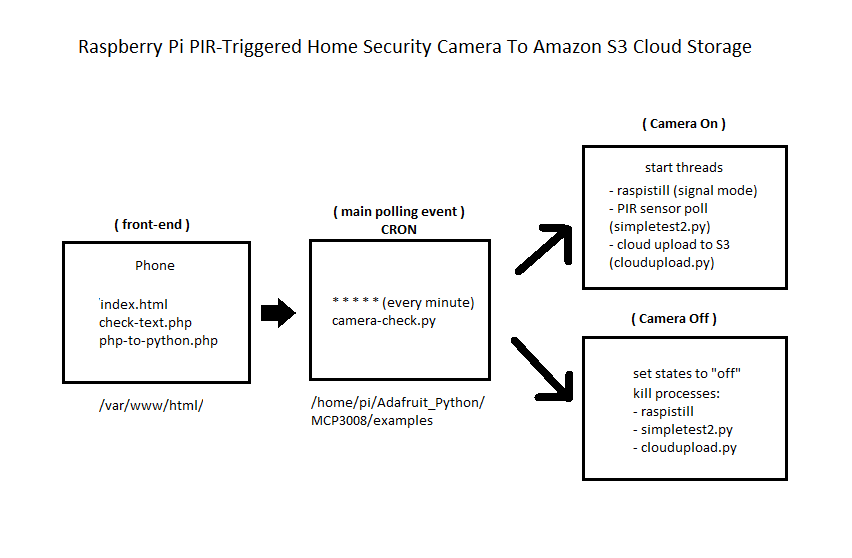 Raspberry Pi PIR-Triggered Home Security Camera To Amazon S3 Cloud Storage
( front-end )
Phone
index.html
check-text.php
php-to-python.php
/var/www/html/
( main polling event )
CRON
* * * * * (every minute)
camera-check.py
/home/pi/Adafruit_Python/
MCP3008/examples
( Camera On )
start threads
- raspistill (signal mode)
- PIR sensor poll
(simpletest2.py)
- cloud upload to S3
(cloudupload.py)
( Camera Off )
set states to "off"
kill processes:
- raspistill
- simpletest2.py
- cloudupload.py